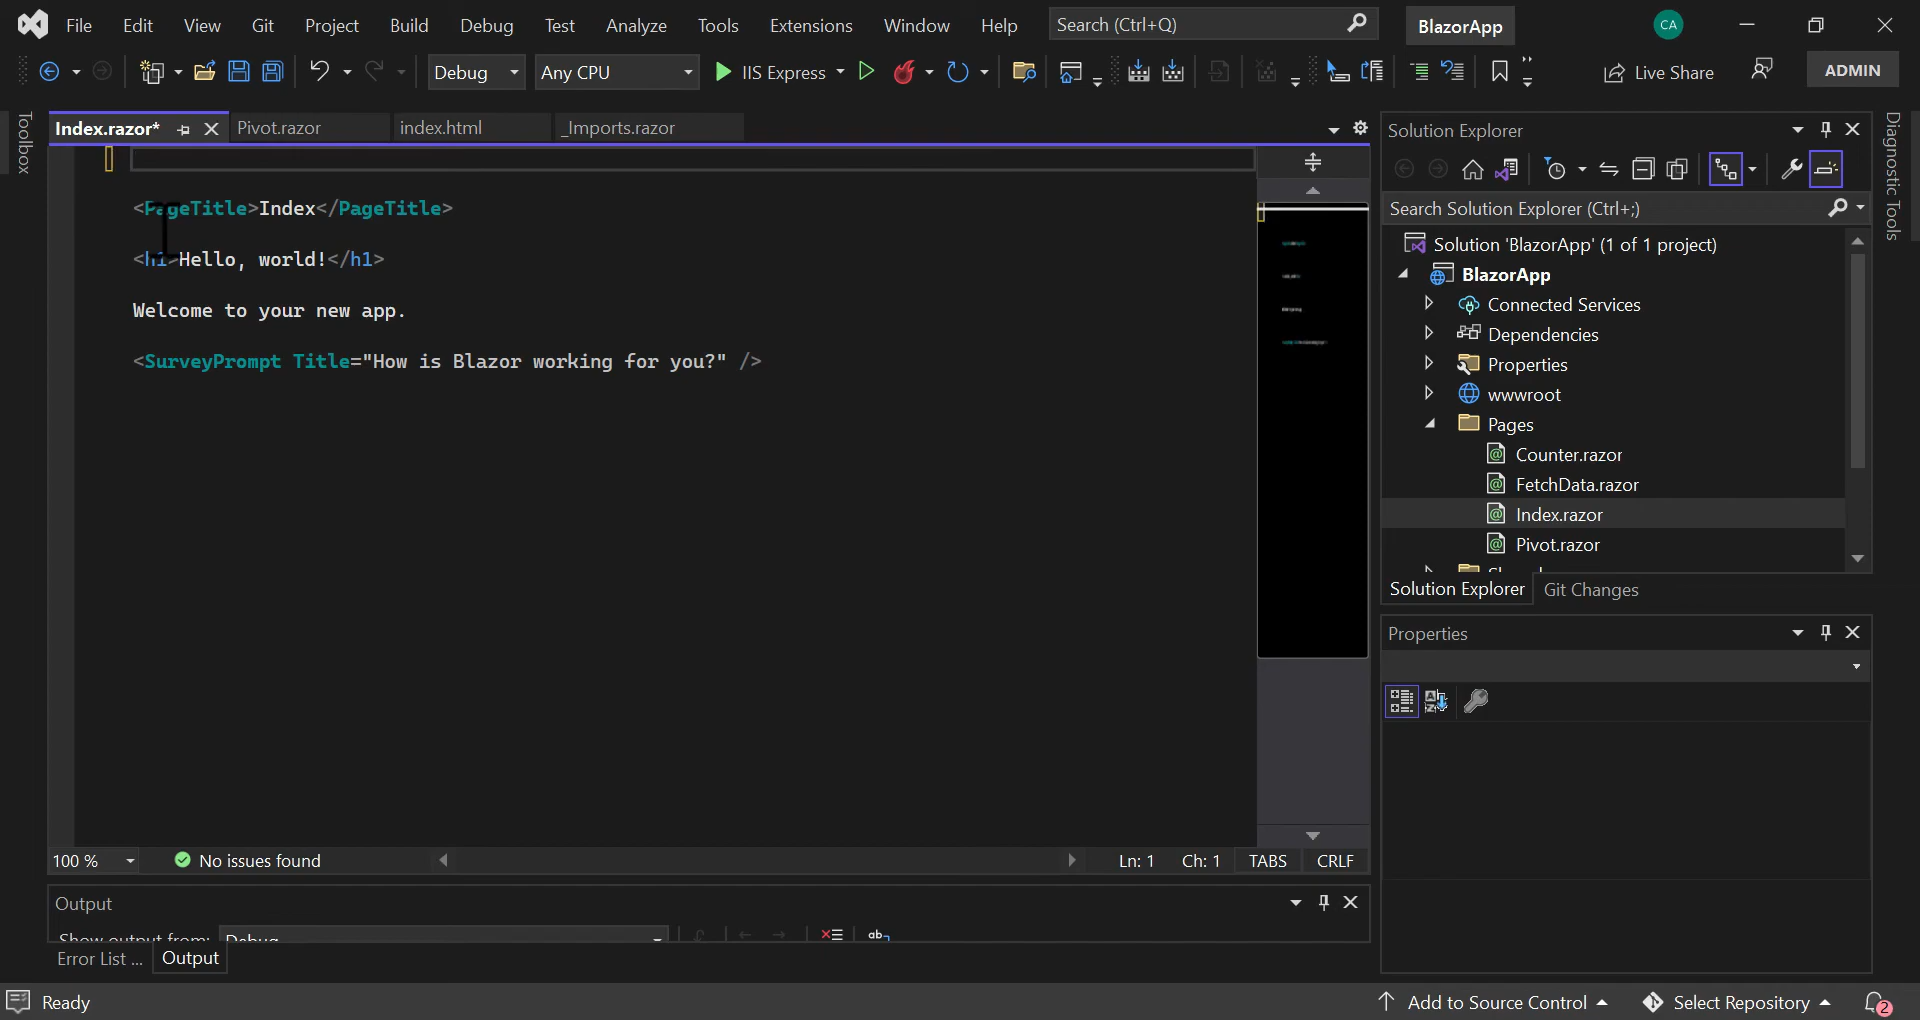 File Edit View Git Project Build Debug Test Analyze Tools Extensions Window Help Search (Ctrl+Q) BlazorApp CA
Debug Any CPU IIS Express Live Share ADMIN
Toolbox
Index.razor* Pivot.razor index.html _Imports.razor
<PageTitle>Index</PageTitle>
<h1>Hello, world!</h1>
Welcome to your new app.
<SurveyPrompt Title="How is Blazor working for you?" />
100 % No issues found Ln: 1 Ch: 1 TABS CRLF
Output
Show output from: Debug
Error List ... Output
Solution Explorer
Search Solution Explorer (Ctrl+;)
Solution 'BlazorApp' (1 of 1 project)
BlazorApp
Connected Services
Dependencies
Properties
wwwroot
Pages
Counter.razor
FetchData.razor
Index.razor
Pivot.razor
Solution Explorer Git Changes
Properties
Diagnostic Tools
Ready Add to Source Control Select Repository 2